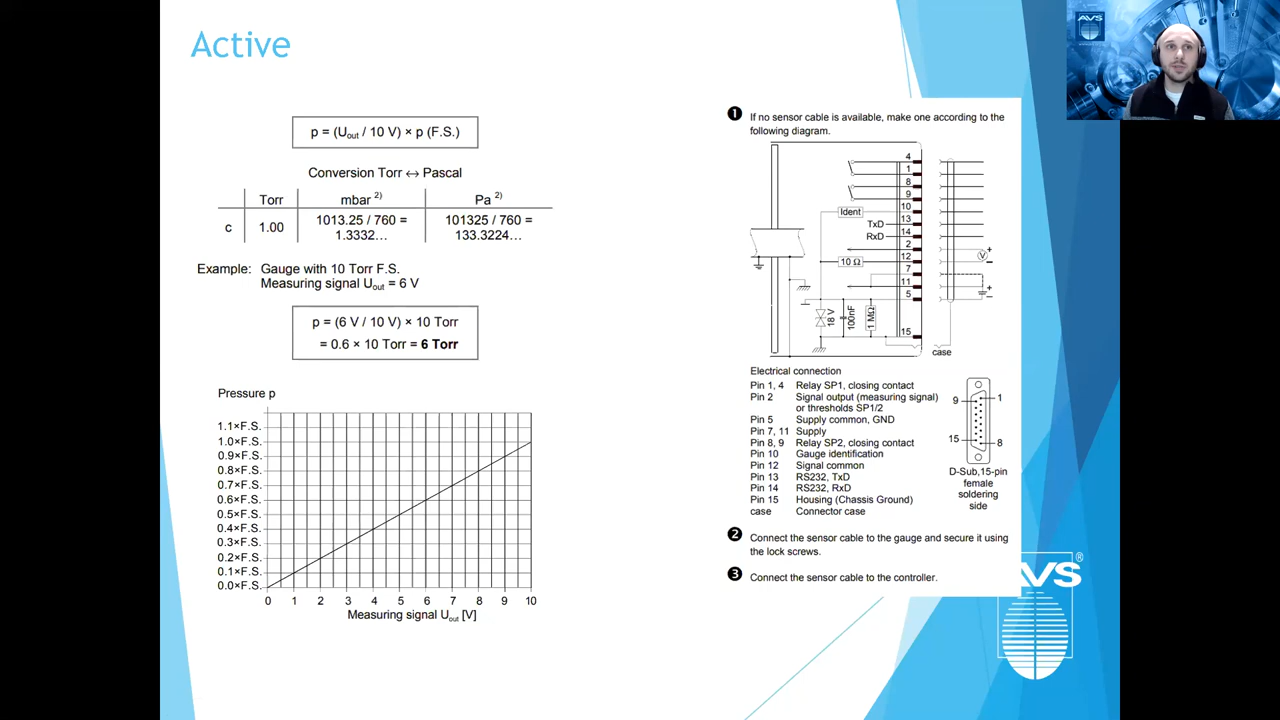 Active
p = (Uout / 10 V) × p (F.S.)
Conversion Torr ↔ Pascal
Torr mbar 2) Pa 2)
c 1.00 1013.25 / 760 = 1.3332... 101325 / 760 = 133.3224...
Example: Gauge with 10 Torr F.S.
Measuring signal Uout = 6 V
p = (6 V / 10 V) × 10 Torr
= 0.6 × 10 Torr = 6 Torr
Pressure p
1.1×F.S.
1.0×F.S.
0.9×F.S.
0.8×F.S.
0.7×F.S.
0.6×F.S.
0.5×F.S.
0.4×F.S.
0.3×F.S.
0.2×F.S.
0.1×F.S.
0.0×F.S.
0 1 2 3 4 5 6 7 8 9 10
Measuring signal Uout [V]
1 If no sensor cable is available, make one according to the
following diagram.
4
1
8
9
Ident 10
TxD 13
RxD 14
2
V + −
10 Ω 12
7
11
+ −
5
18 V
100nF
1 MΩ
15
case
Electrical connection
Pin 1, 4 Relay SP1, closing contact
Pin 2 Signal output (measuring signal)
or thresholds SP1/2
Pin 5 Supply common, GND
Pin 7, 11 Supply
Pin 8, 9 Relay SP2, closing contact
Pin 10 Gauge identification
Pin 12 Signal common
Pin 13 RS232, TxD
Pin 14 RS232, RxD
Pin 15 Housing (Chassis Ground)
case Connector case
9 1
15 8
D-Sub,15-pin
female
soldering
side
2 Connect the sensor cable to the gauge and secure it using
the lock screws.
3 Connect the sensor cable to the controller.
AVS ®
AVS